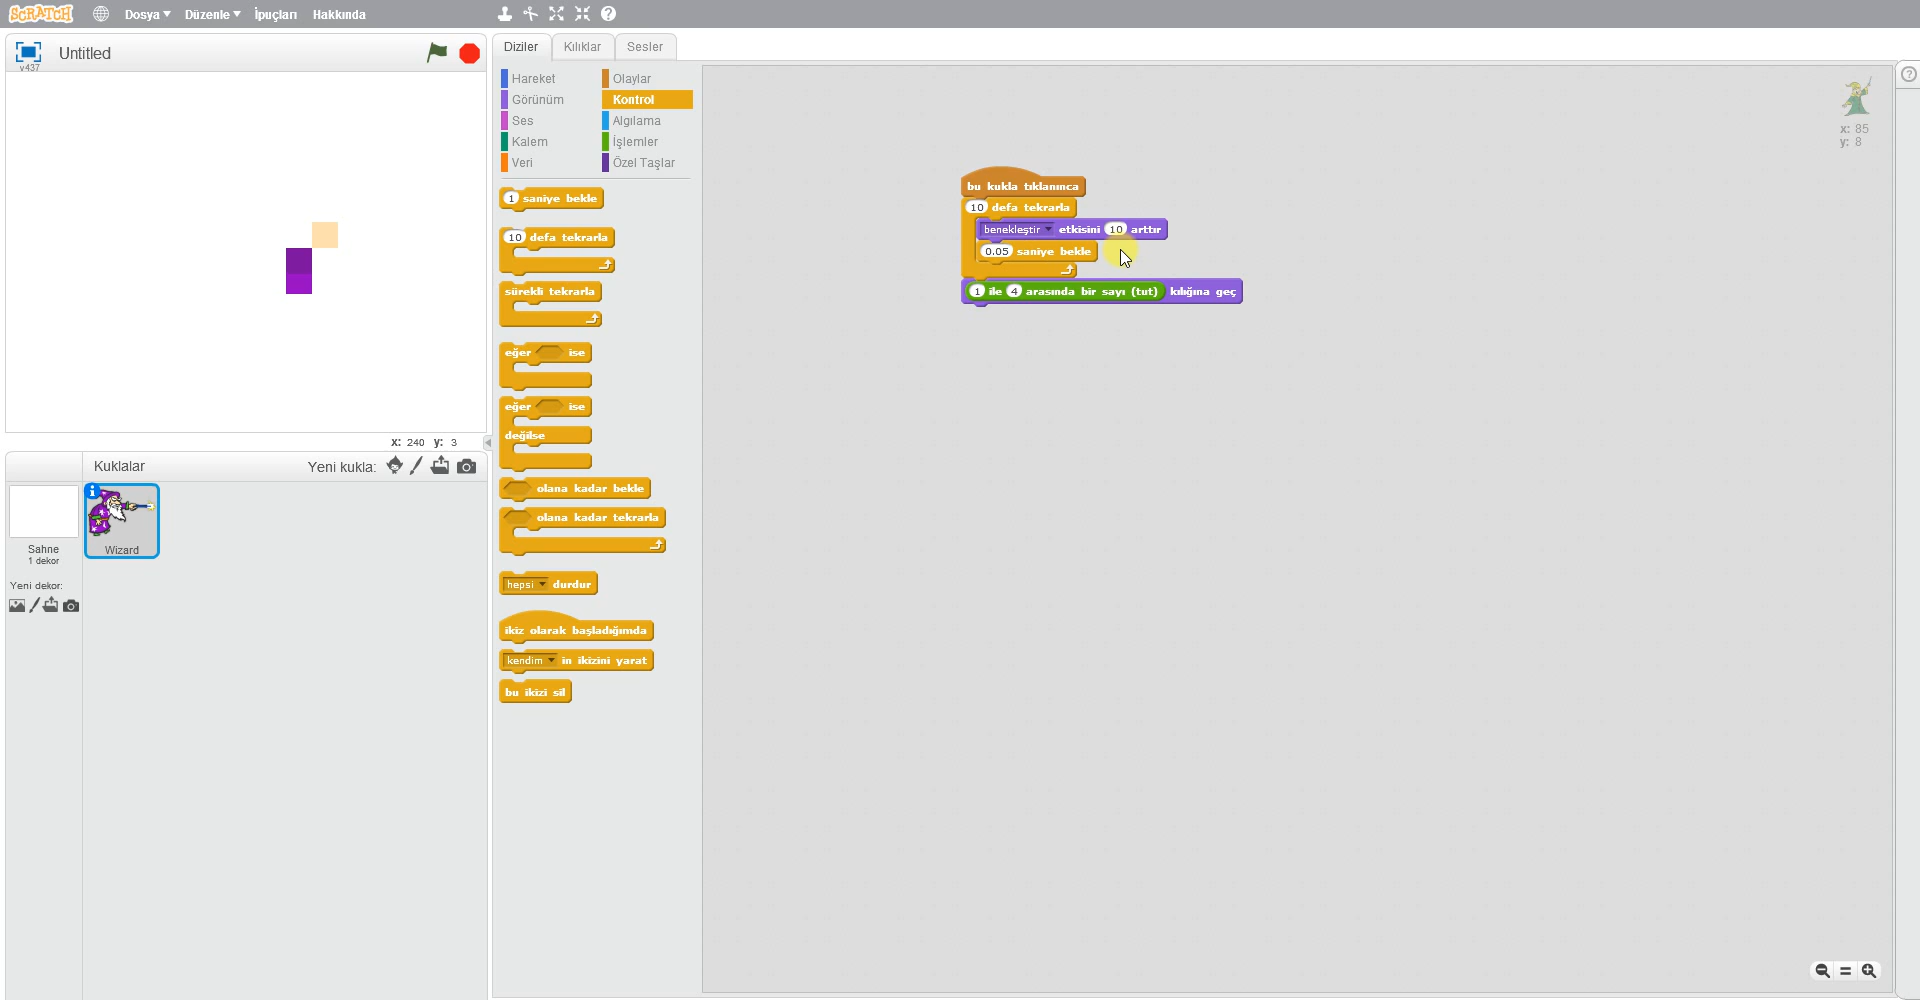 SCRATCH Dosya Düzenle İpuçları Hakkında
Untitled
v437
Diziler Kılıklar Sesler
Hareket Olaylar
Görünüm Kontrol
Ses Algılama
Kalem İşlemler
Veri Özel Taşlar
1 saniye bekle
10 defa tekrarla
sürekli tekrarla
eğer ise
eğer ise
değilse
olana kadar bekle
olana kadar tekrarla
hepsi durdur
ikiz olarak başladığımda
kendim in ikizini yarat
bu ikizi sil
x: 85
y: 8
bu kukla tıklanınca
10 defa tekrarla
benekleştir etkisini 10 arttır
0.05 saniye bekle
1 ile 4 arasında bir sayı (tut) kılığına geç
x: 240 y: 3
Kuklalar Yeni kukla:
Wizard
Sahne
1 dekor
Yeni dekor: